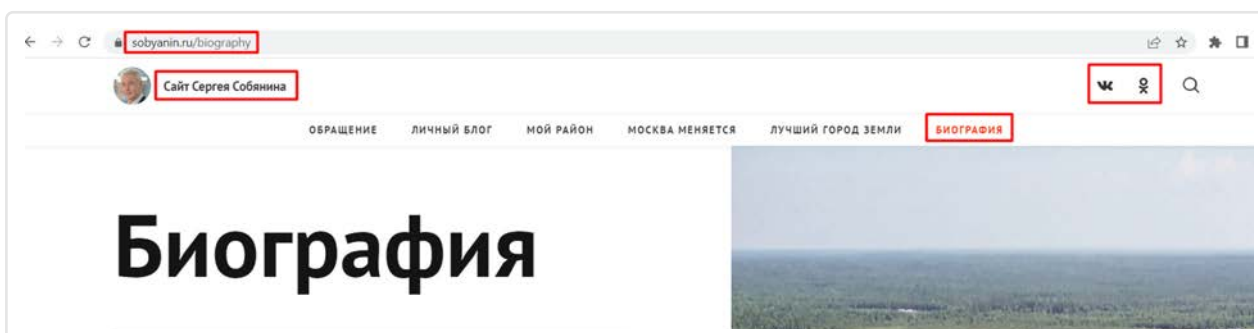 sobyanin.ru/biography
Сайт Сергея Собянина
ОБРАЩЕНИЕ ЛИЧНЫЙ БЛОГ МОЙ РАЙОН МОСКВА МЕНЯЕТСЯ ЛУЧШИЙ ГОРОД ЗЕМЛИ БИОГРАФИЯ
Биография